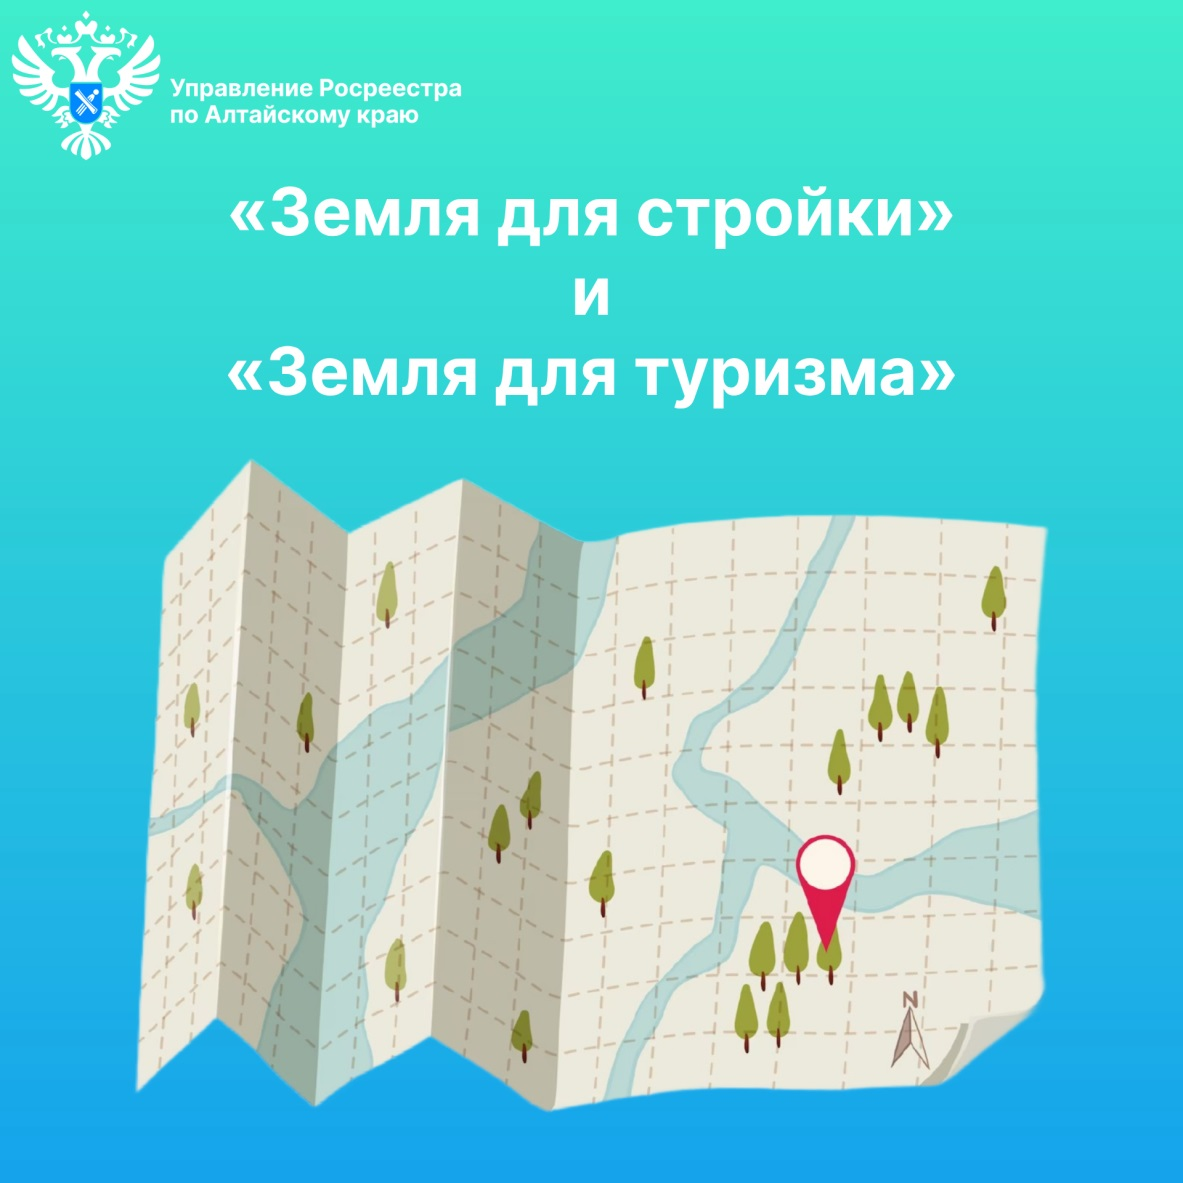 Управление Росреестра
по Алтайскому краю
«Земля для стройки»
и
«Земля для туризма»
N